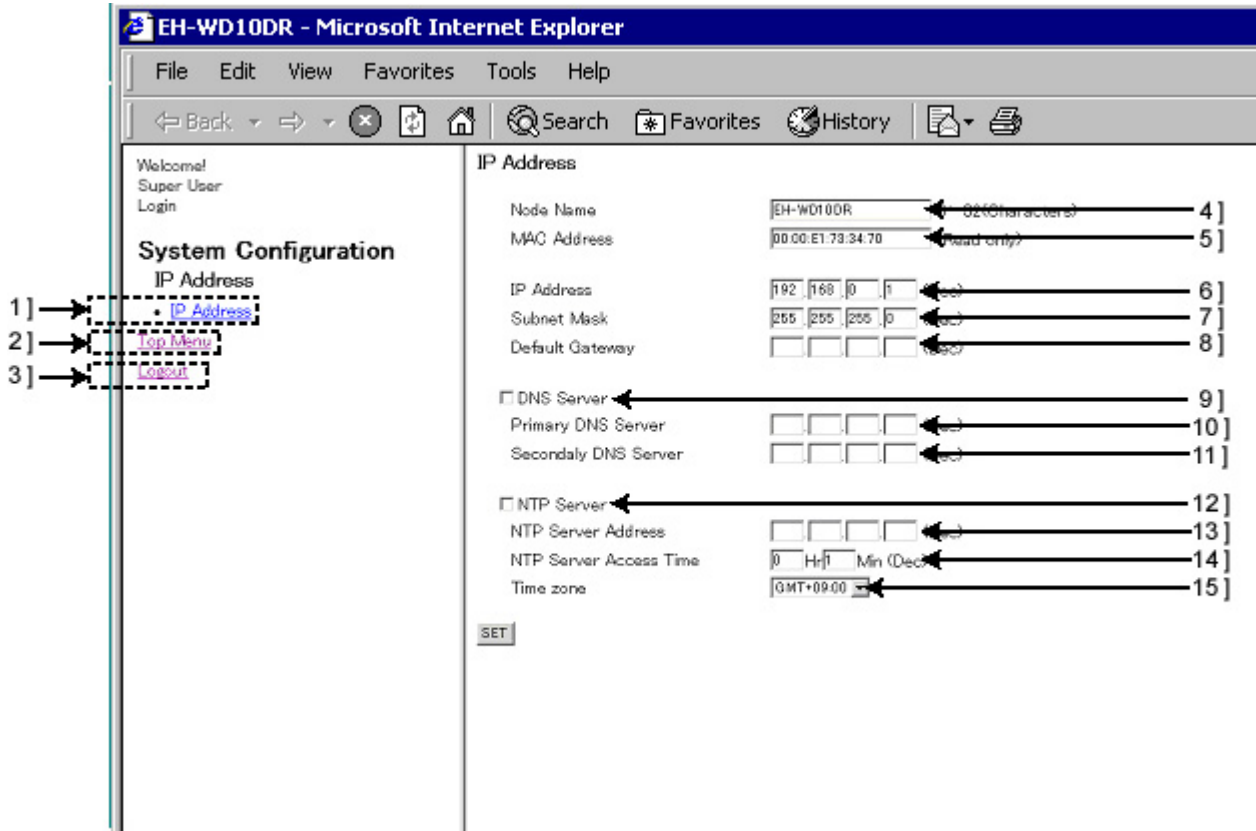 EH-WD10DR - Microsoft Internet Explorer
File Edit View Favorites Tools Help
Back Search Favorites History
Welcome!
Super User
Login
System Configuration
IP Address
1] • IP Address
2] Top Menu
3] Logout
IP Address
Node Name EH-WD10DR 32(Characters) 4]
MAC Address 00:00:E1:73:34:70 (Read only) 5]
IP Address 192 .168 .0 .1 6]
Subnet Mask 255 .255 .255 .0 7]
Default Gateway . . . (Dec) 8]
DNS Server 9]
Primary DNS Server . . . 10]
Secondaly DNS Server . . . 11]
NTP Server 12]
NTP Server Address . . . 13]
NTP Server Access Time 0 Hr 1 Min (Dec) 14]
Time zone GMT+09:00 15]
SET